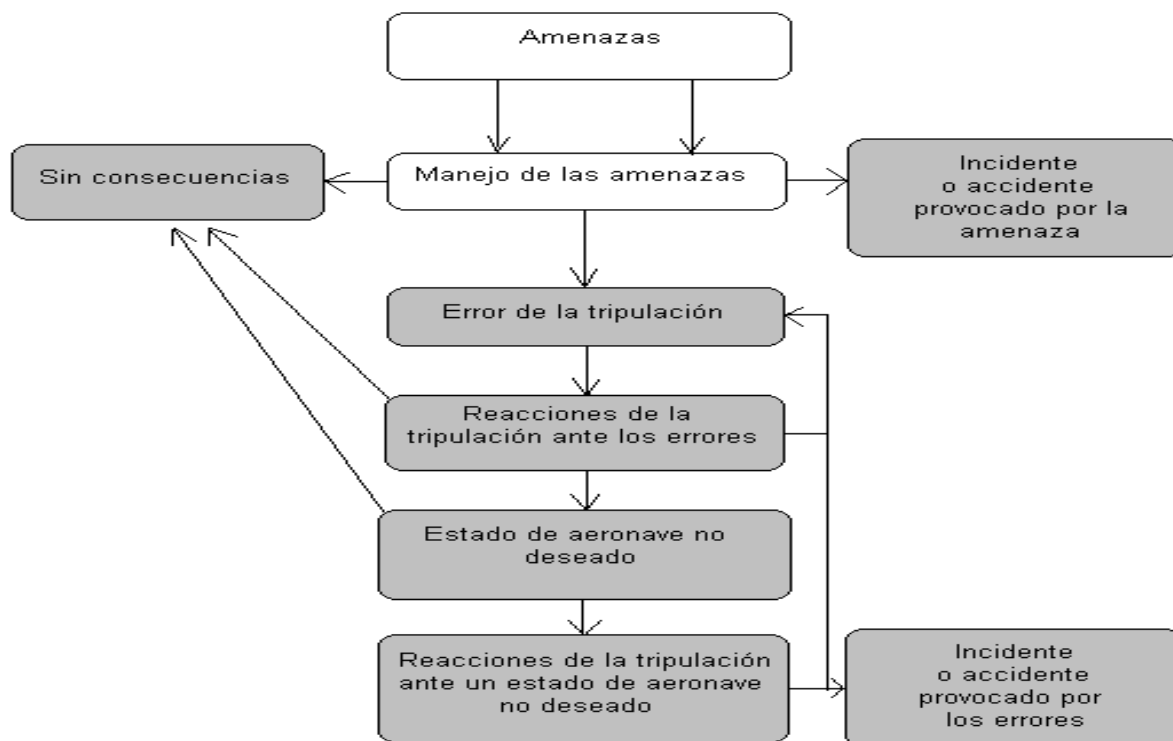 Amenazas
Sin consecuencias
Manejo de las amenazas
Incidente
o accidente
provocado por la
amenaza
Error de la tripulación
Reacciones de la
tripulación ante los errores
Estado de aeronave no
deseado
Reacciones de la tripulación
ante un estado de aeronave
no deseado
Incidente
o accidente
provocado por
los errores